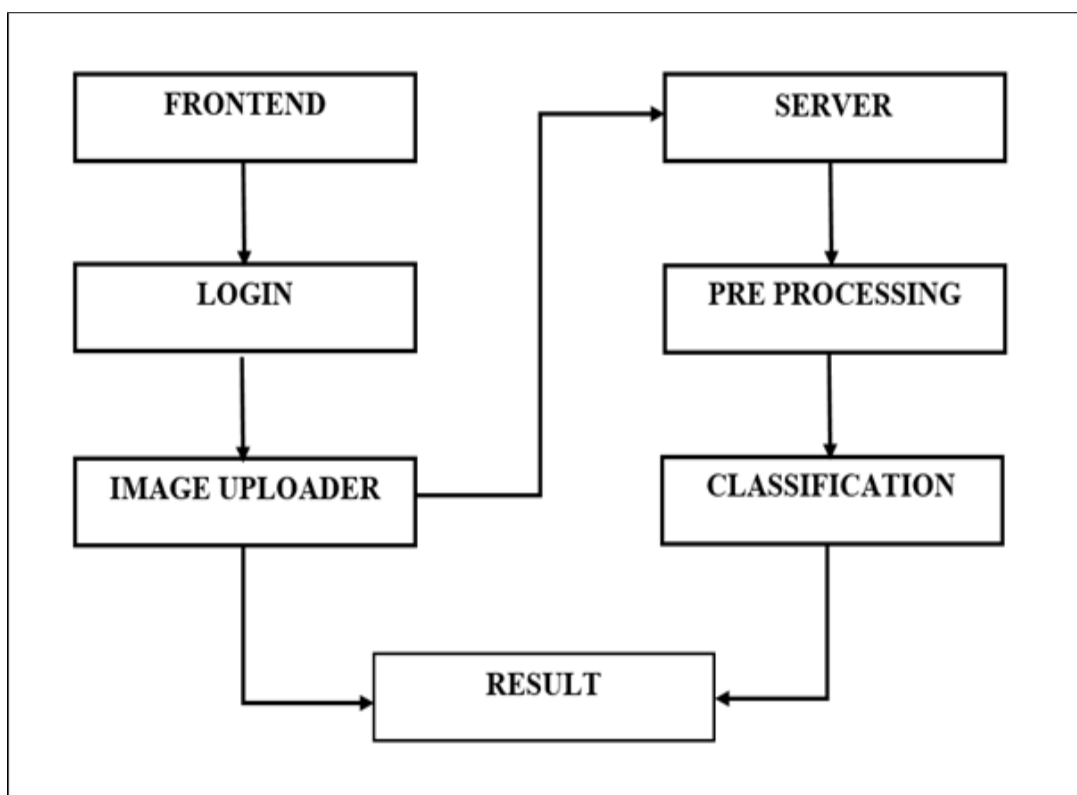 FRONTEND
LOGIN
IMAGE UPLOADER
SERVER
PRE PROCESSING
CLASSIFICATION
RESULT